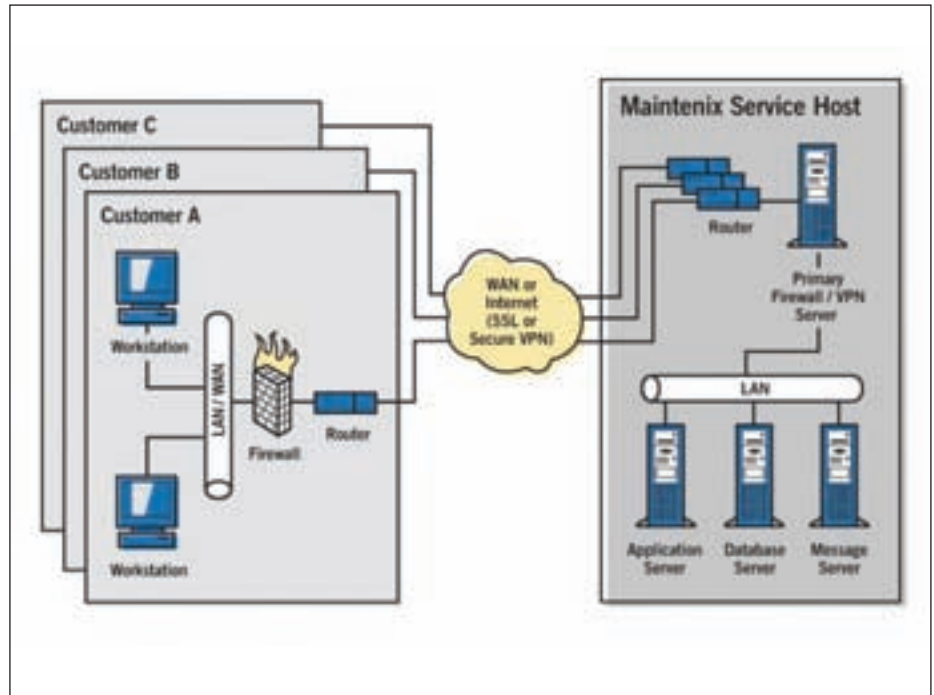 Customer C
Customer B
Customer A
Workstation
LAN / WAN
Firewall
Router
Workstation
WAN or
Internet
(SSL or
Secure VPN)
Maintenix Service Host
Router
Primary
Firewall / VPN
Server
LAN
Application
Server
Database
Server
Message
Server